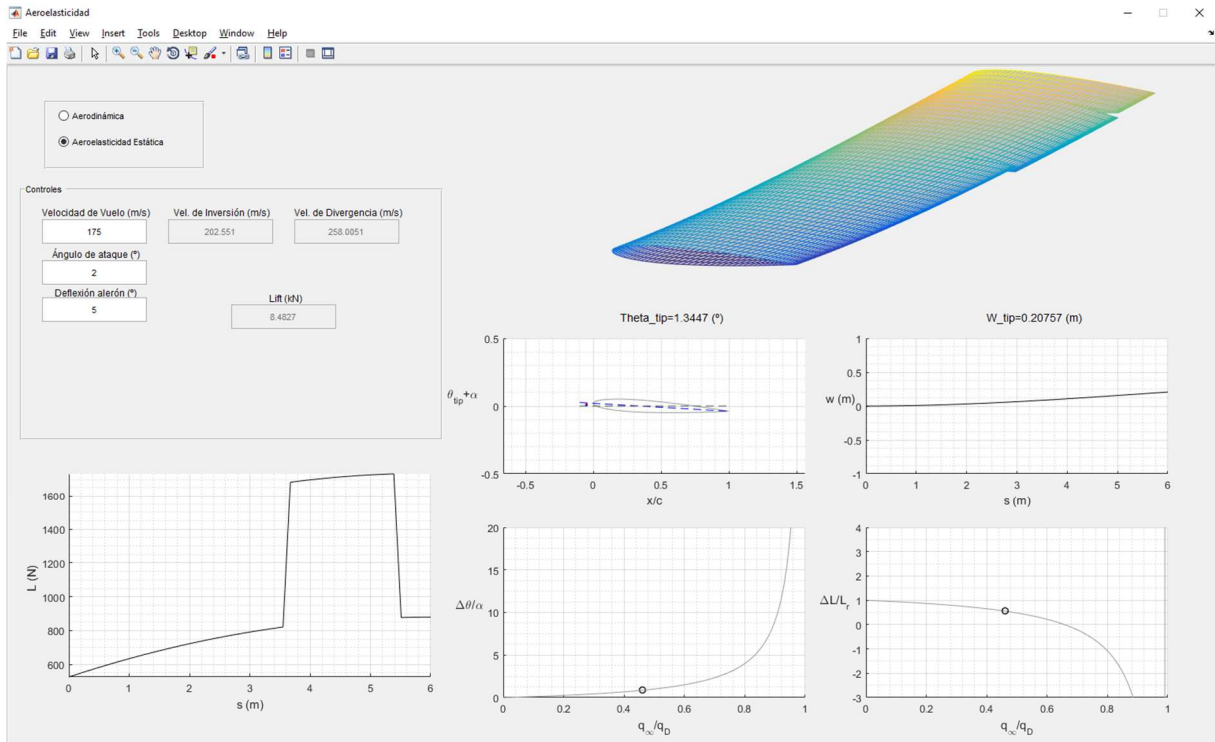 Aeroelasticidad
File Edit View Insert Tools Desktop Window Help
Aerodinámica
Aeroelasticidad Estática
Controles
Velocidad de Vuelo (m/s) Vel. de Inversión (m/s) Vel. de Divergencia (m/s)
175 202.551 258.0051
Ángulo de ataque (º)
2
Deflexión alerón (º)
5
Lift (kN)
8.4827
Theta_tip=1.3447 (º)
0.5
0
-0.5
θ_tip+α
-0.5 0 0.5 1 1.5
x/c
W_tip=0.20757 (m)
1
0.5
w (m) 0
-0.5
-1
0 1 2 3 4 5 6
s (m)
1600
1400
1200
1000
800
600
L (N)
0 1 2 3 4 5 6
s (m)
20
15
10
5
0
Δθ/α
0 0.2 0.4 0.6 0.8 1
q∞/qD
4
3
2
1
0
-1
-2
-3
ΔL/Lr
0 0.2 0.4 0.6 0.8 1
q∞/qD